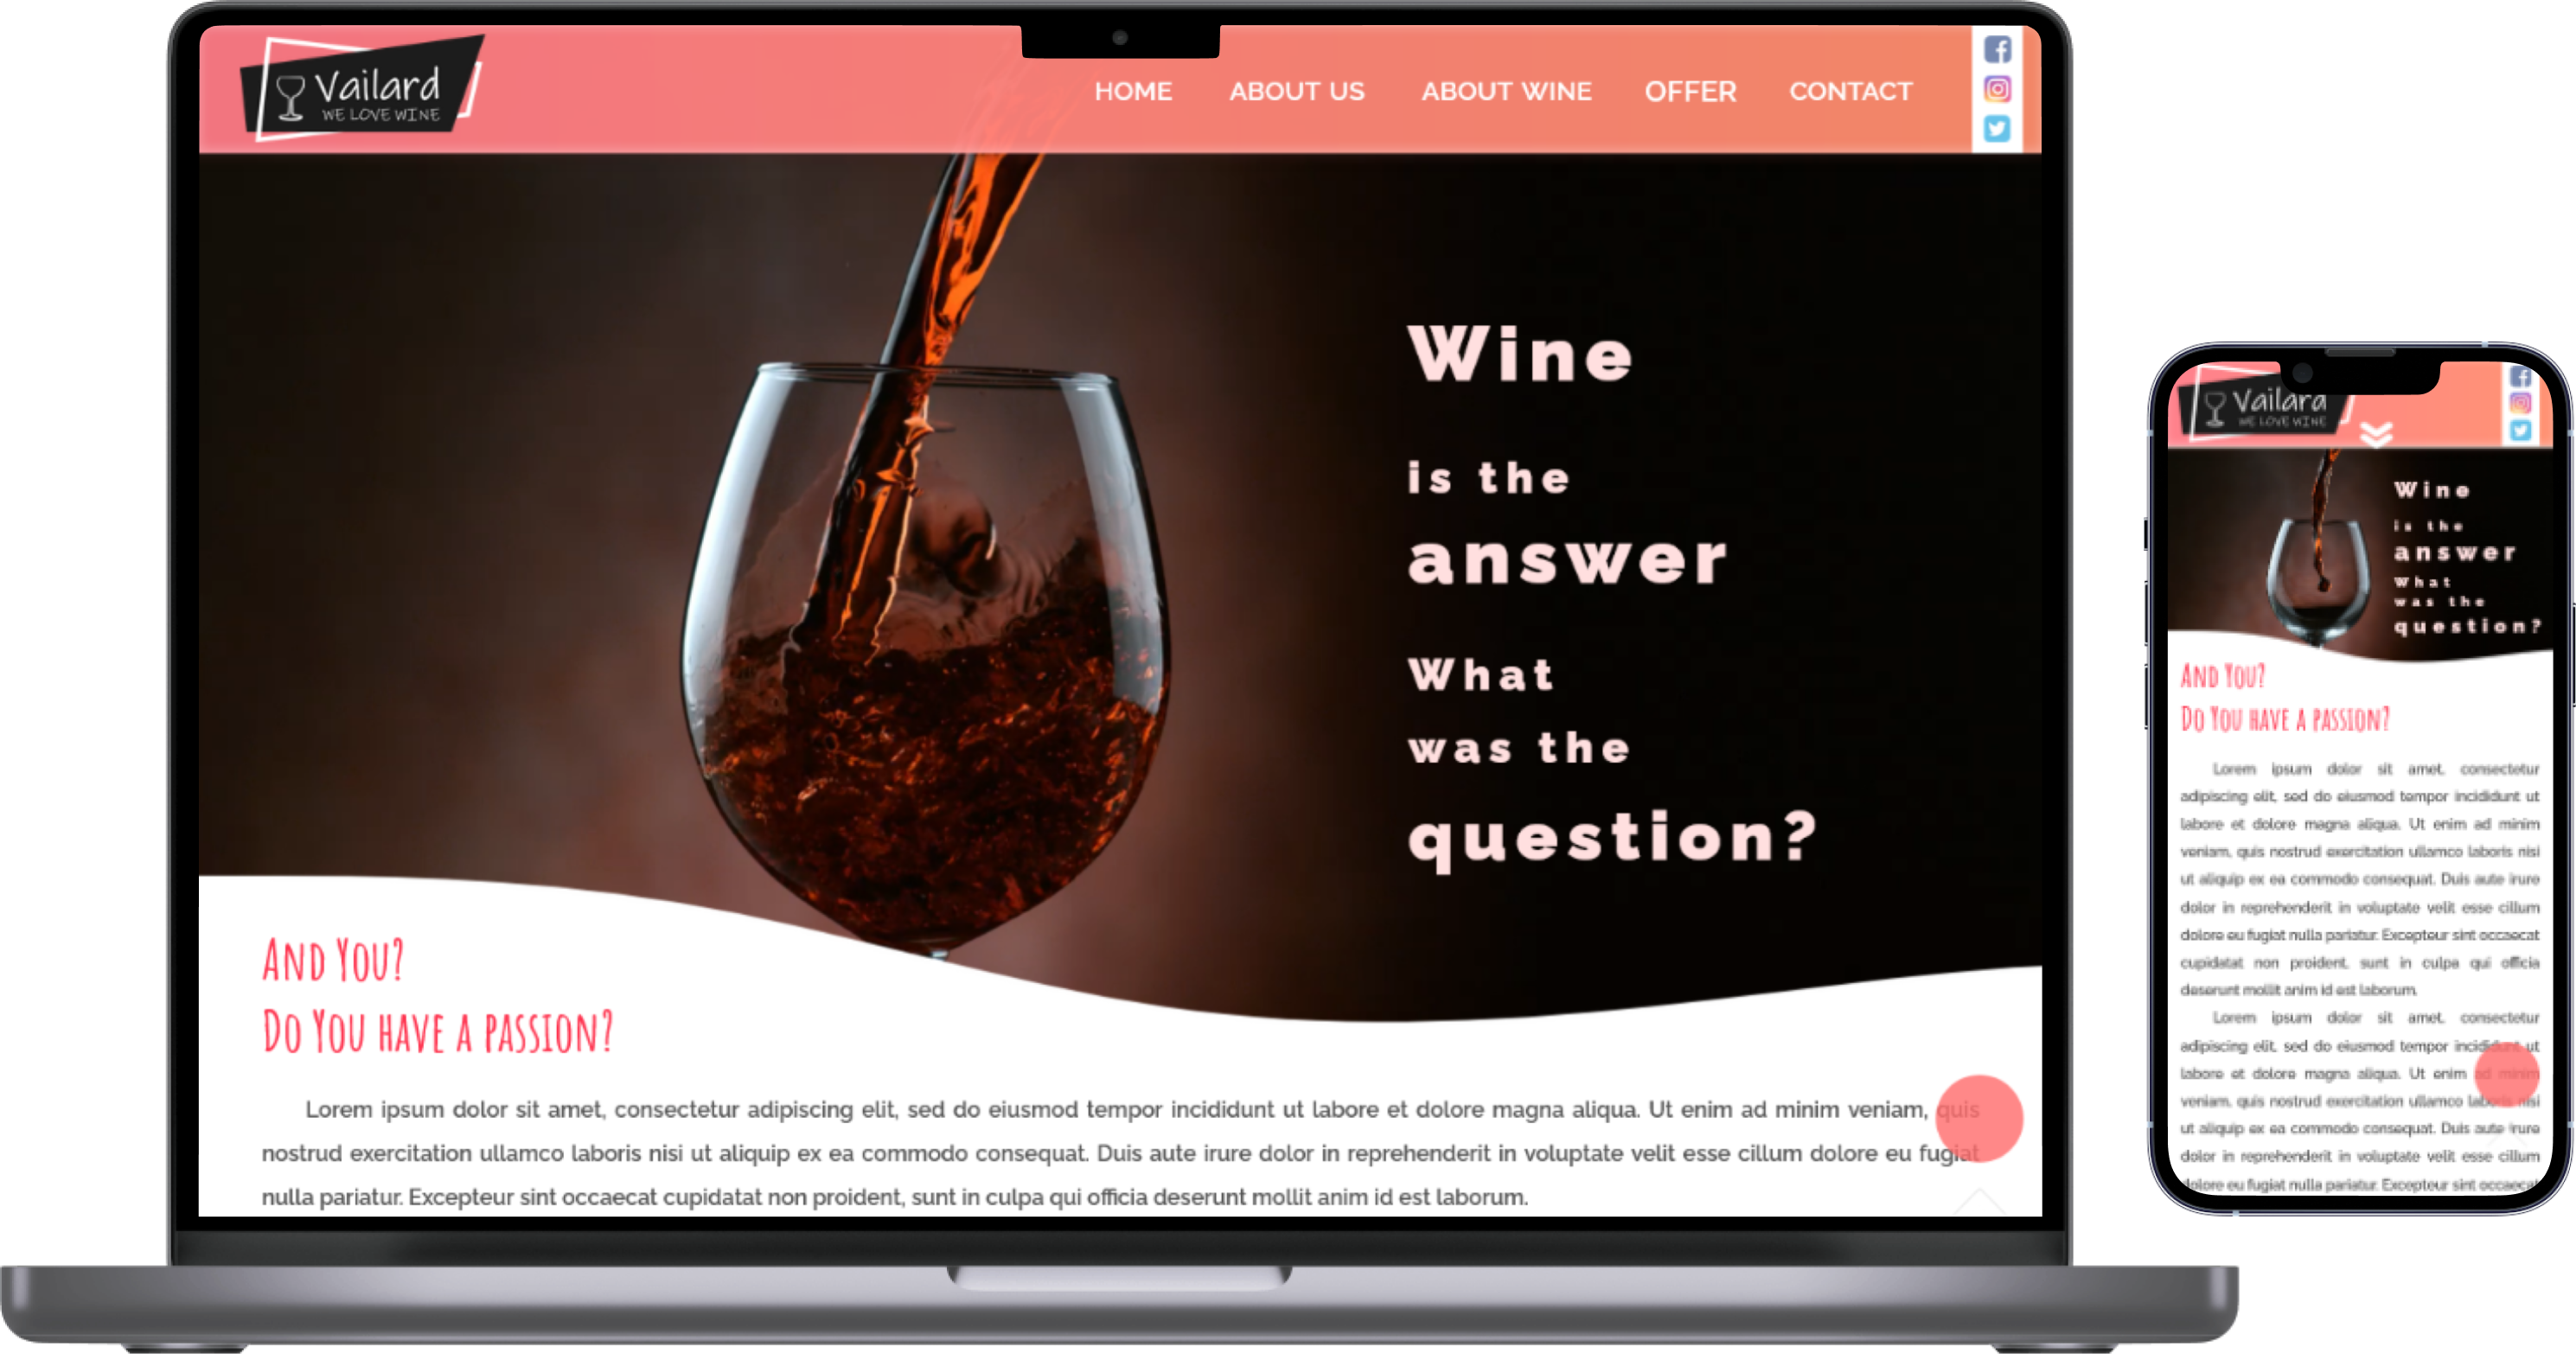 Vailard
WE LOVE WINE
HOME ABOUT US ABOUT WINE OFFER CONTACT
Wine
is the
answer
What
was the
question?
And You?
Do You have a passion?
Lorem ipsum dolor sit amet, consectetur adipiscing elit, sed do eiusmod tempor incididunt ut labore et dolore magna aliqua. Ut enim ad minim veniam, quis
nostrud exercitation ullamco laboris nisi ut aliquip ex ea commodo consequat. Duis aute irure dolor in reprehenderit in voluptate velit esse cillum dolore eu fugiat
nulla pariatur. Excepteur sint occaecat cupidatat non proident, sunt in culpa qui officia deserunt mollit anim id est laborum.
Vailard
WE LOVE WINE
Wine
is the
answer
What
was the
question?
And You?
Do You have a passion?
Lorem ipsum dolor sit amet, consectetur
adipiscing elit, sed do eiusmod tempor incididunt ut
labore et dolore magna aliqua. Ut enim ad minim
veniam, quis nostrud exercitation ullamco laboris nisi
ut aliquip ex ea commodo consequat. Duis aute irure
dolor in reprehenderit in voluptate velit esse cillum
dolore eu fugiat nulla pariatur. Excepteur sint occaecat
cupidatat non proident, sunt in culpa qui officia
deserunt mollit anim id est laborum.
Lorem ipsum dolor sit amet, consectetur
adipiscing elit, sed do eiusmod tempor incididunt ut
labore et dolore magna aliqua. Ut enim ad minim
veniam, quis nostrud exercitation ullamco laboris nisi
ut aliquip ex ea commodo consequat. Duis aute irure
dolor in reprehenderit in voluptate velit esse cillum
dolore eu fugiat nulla pariatur. Excepteur sint occaecat